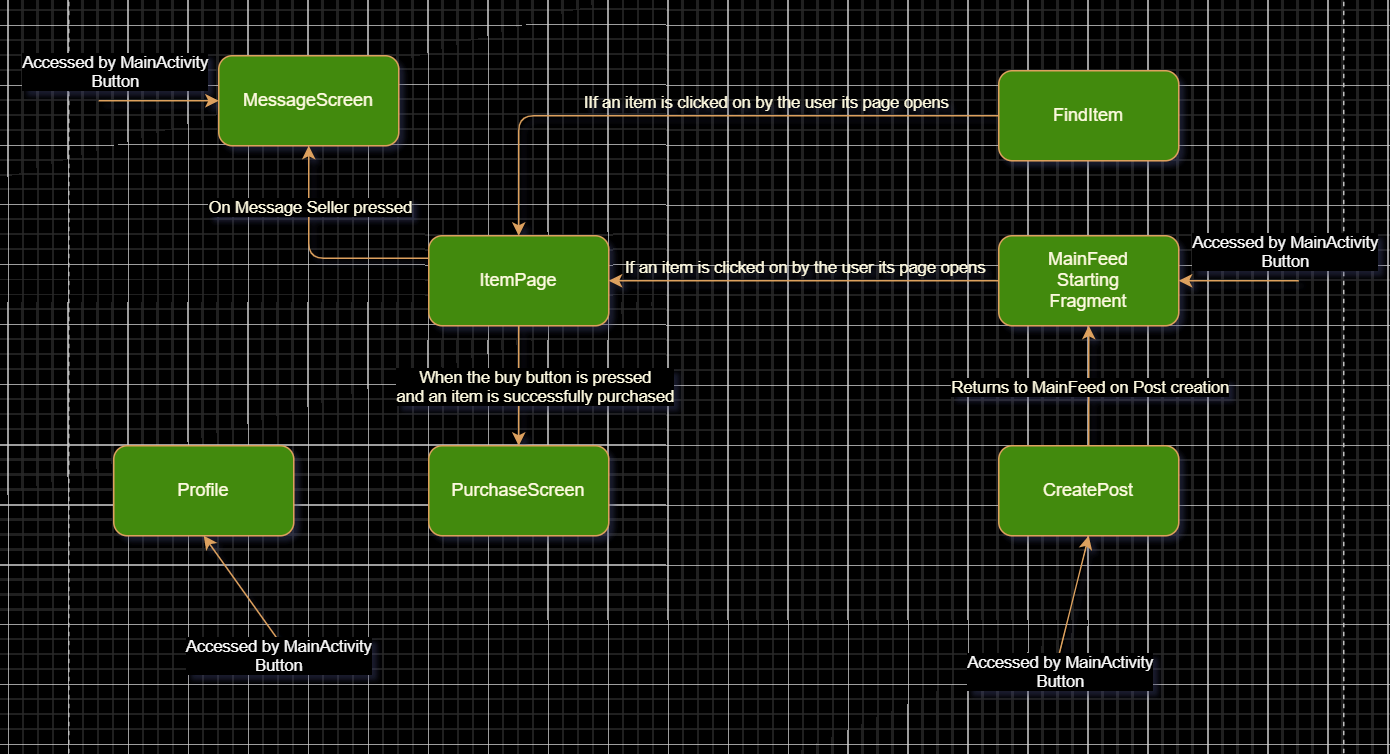 Accessed by MainActivity
Button
MessageScreen
IIf an item is clicked on by the user its page opens
FindItem
On Message Seller pressed
ItemPage
If an item is clicked on by the user its page opens
MainFeed
Starting
Fragment
Accessed by MainActivity
Button
When the buy button is pressed
and an item is successfully purchased
Returns to MainFeed on Post creation
Profile
PurchaseScreen
CreatePost
Accessed by MainActivity
Button
Accessed by MainActivity
Button